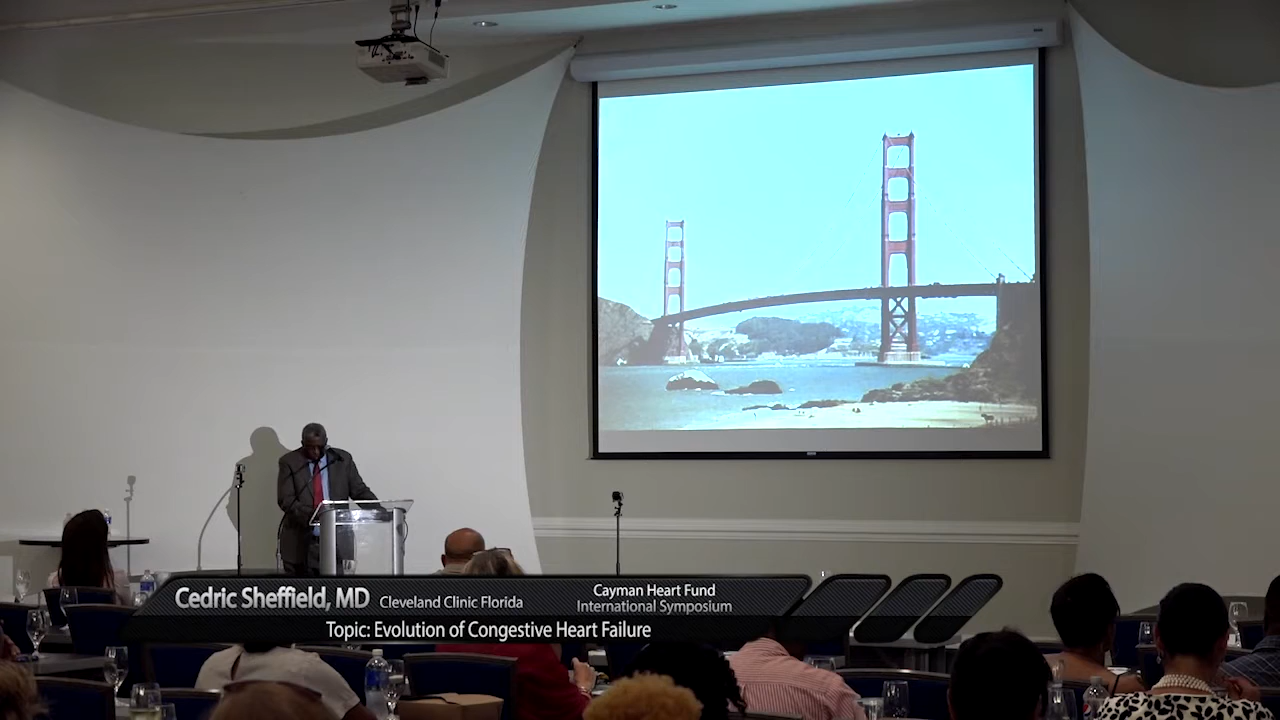 Cedric Sheffield, MD Cleveland Clinic Florida
Cayman Heart Fund
International Symposium
Topic: Evolution of Congestive Heart Failure